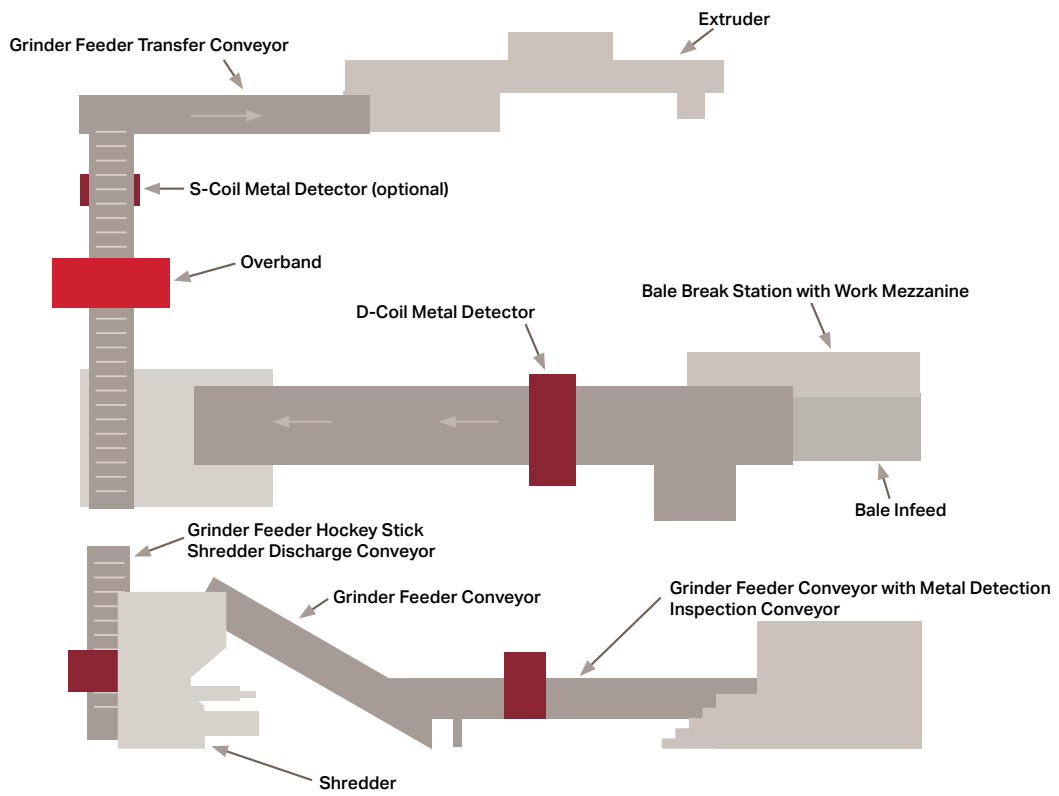 Extruder
Grinder Feeder Transfer Conveyor
S-Coil Metal Detector (optional)
Overband
Bale Break Station with Work Mezzanine
D-Coil Metal Detector
Bale Infeed
Grinder Feeder Hockey Stick
Shredder Discharge Conveyor
Grinder Feeder Conveyor
Grinder Feeder Conveyor with Metal Detection
Inspection Conveyor
Shredder